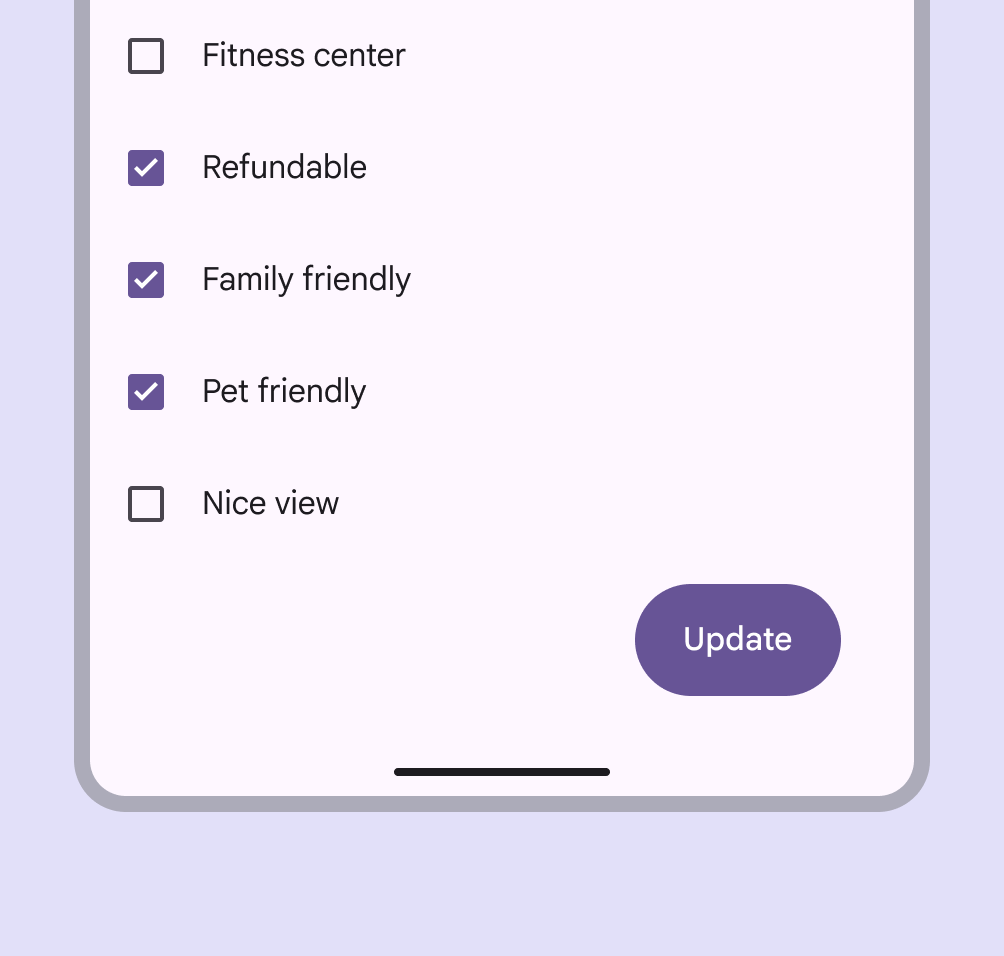 Fitness center
Refundable
Family friendly
Pet friendly
Nice view
Update